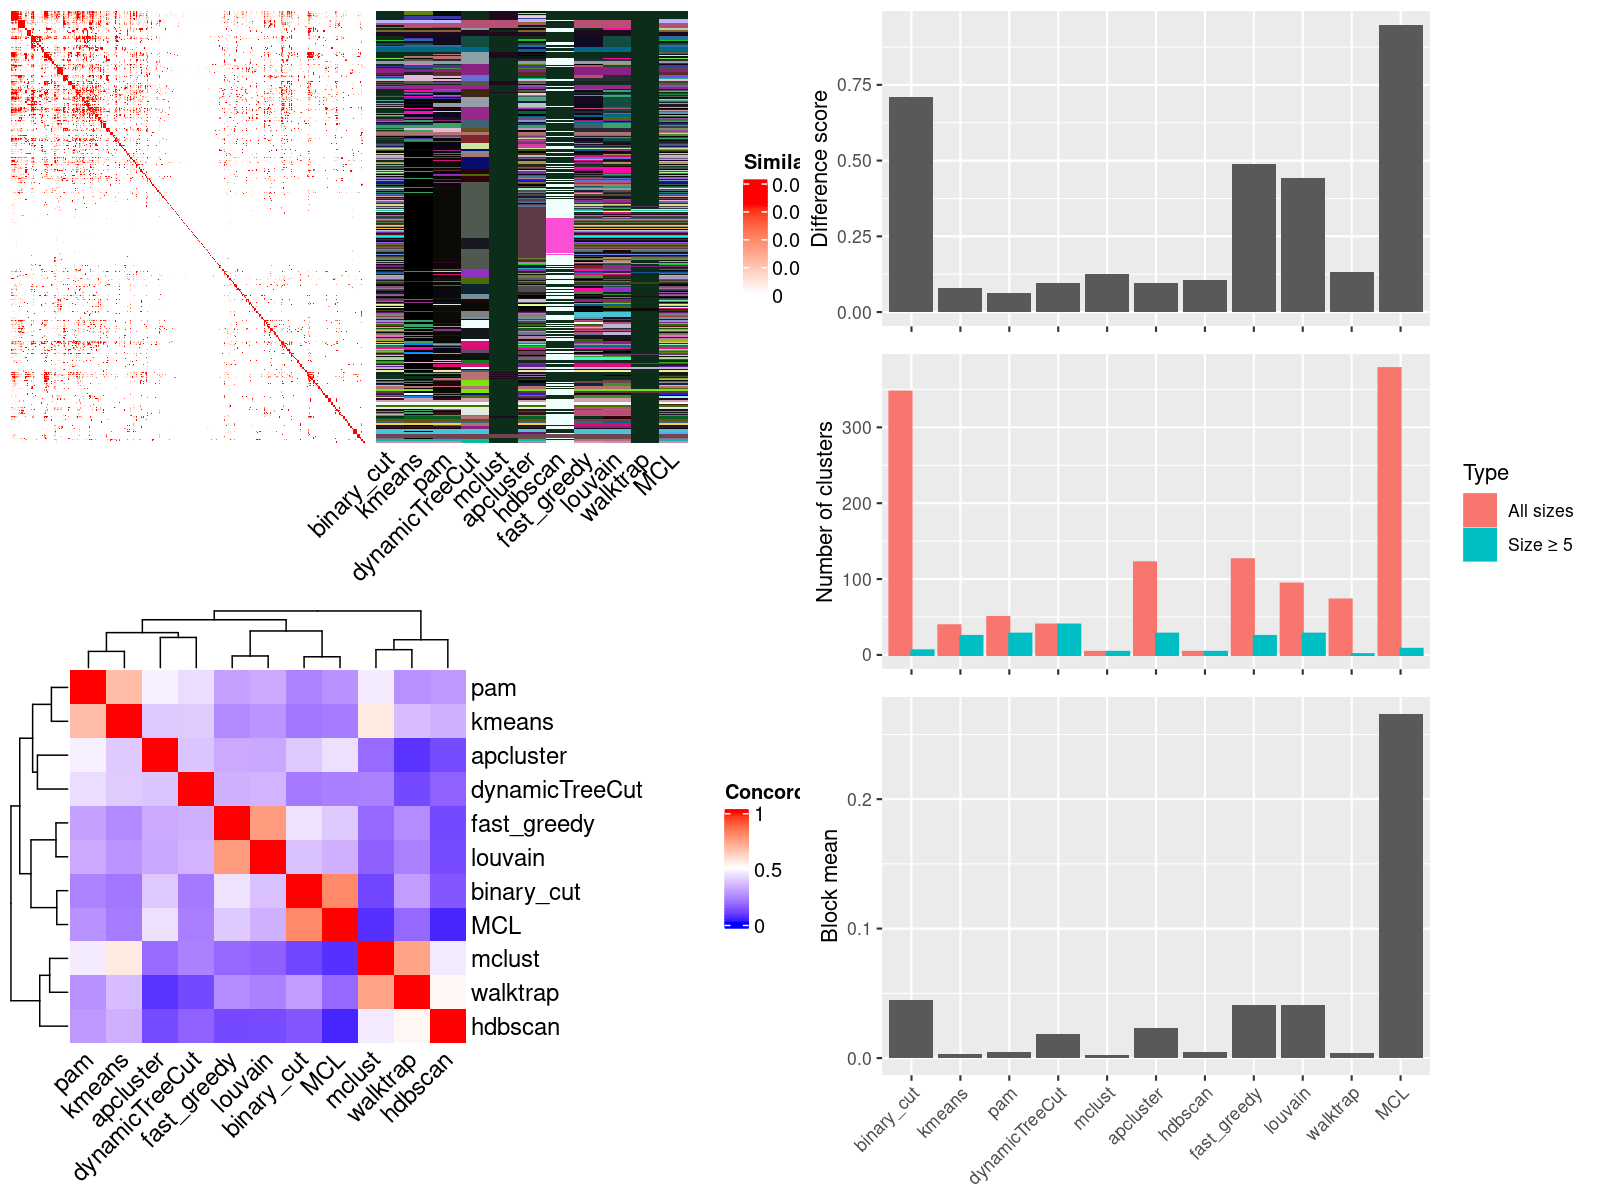 Simila
0.0
0.0
0.0
0.0
0
binary_cut
kmeans
pam
dynamicTreeCut
mclust
apcluster
hdbscan
fast_greedy
louvain
walktrap
MCL
pam
kmeans
apcluster
dynamicTreeCut
fast_greedy
louvain
binary_cut
MCL
mclust
walktrap
hdbscan
pam
kmeans
apcluster
dynamicTreeCut
fast_greedy
louvain
binary_cut
MCL
mclust
walktrap
hdbscan
Concord
1
0.5
0
Difference score
0.75
0.50
0.25
0.00
Number of clusters
300
200
100
0
Type
All sizes
Size ≥ 5
Block mean
0.2
0.1
0.0
binary_cut
kmeans
pam
dynamicTreeCut
mclust
apcluster
hdbscan
fast_greedy
louvain
walktrap
MCL